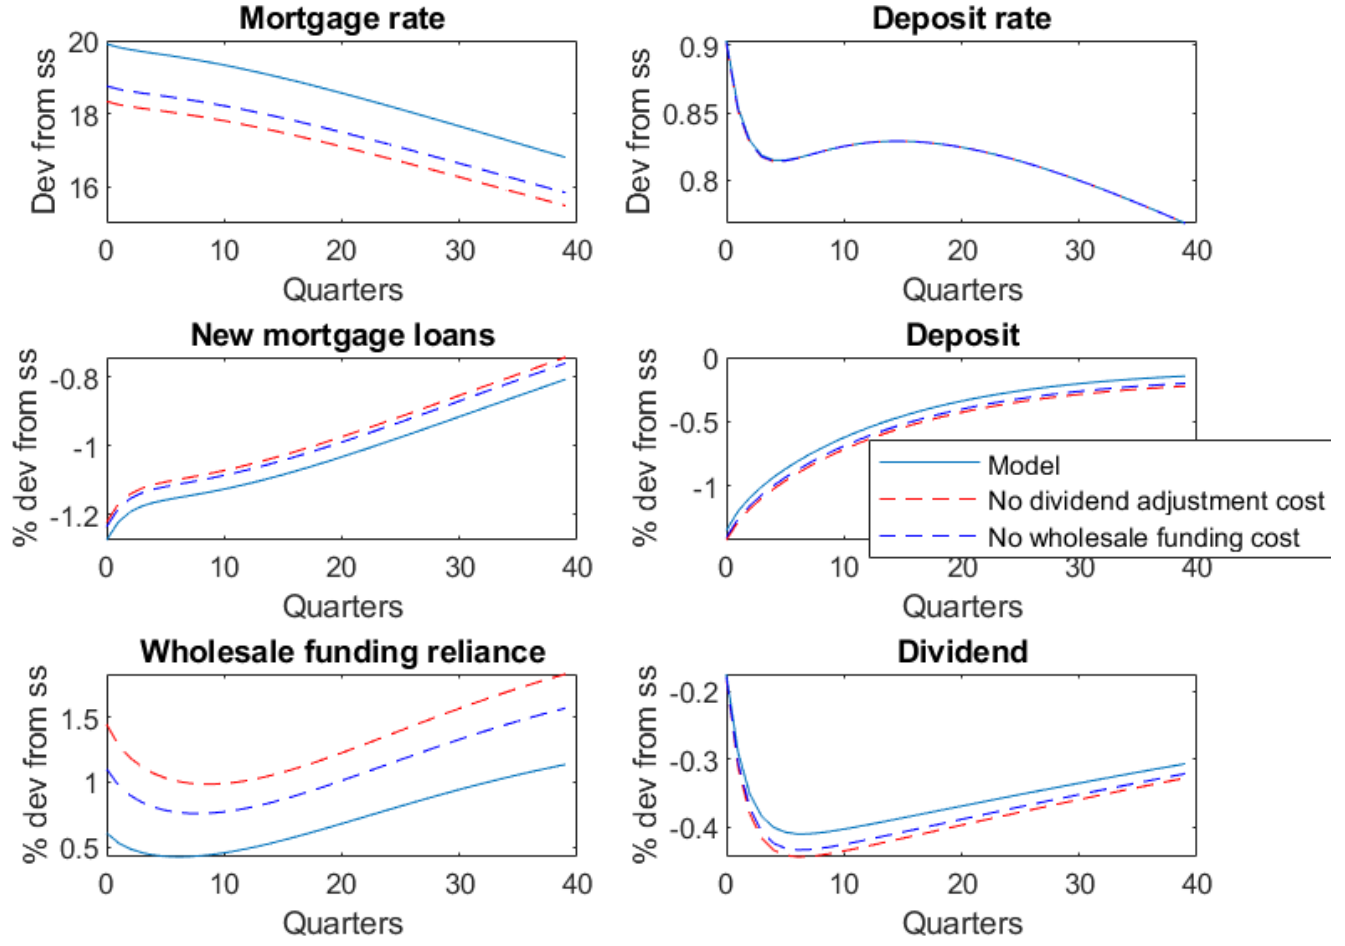 Mortgage rate
Dev from ss
20
18
16
0 10 20 30 40
Quarters
Deposit rate
Dev from ss
0.9
0.85
0.8
0 10 20 30 40
Quarters
New mortgage loans
% dev from ss
-0.8
-1
-1.2
0 10 20 30 40
Quarters
Deposit
% dev from ss
0
-0.5
-1
0 10 20 30 40
Quarters
Model
No dividend adjustment cost
No wholesale funding cost
Wholesale funding reliance
% dev from ss
1.5
1
0.5
0 10 20 30 40
Quarters
Dividend
% dev from ss
-0.2
-0.3
-0.4
0 10 20 30 40
Quarters